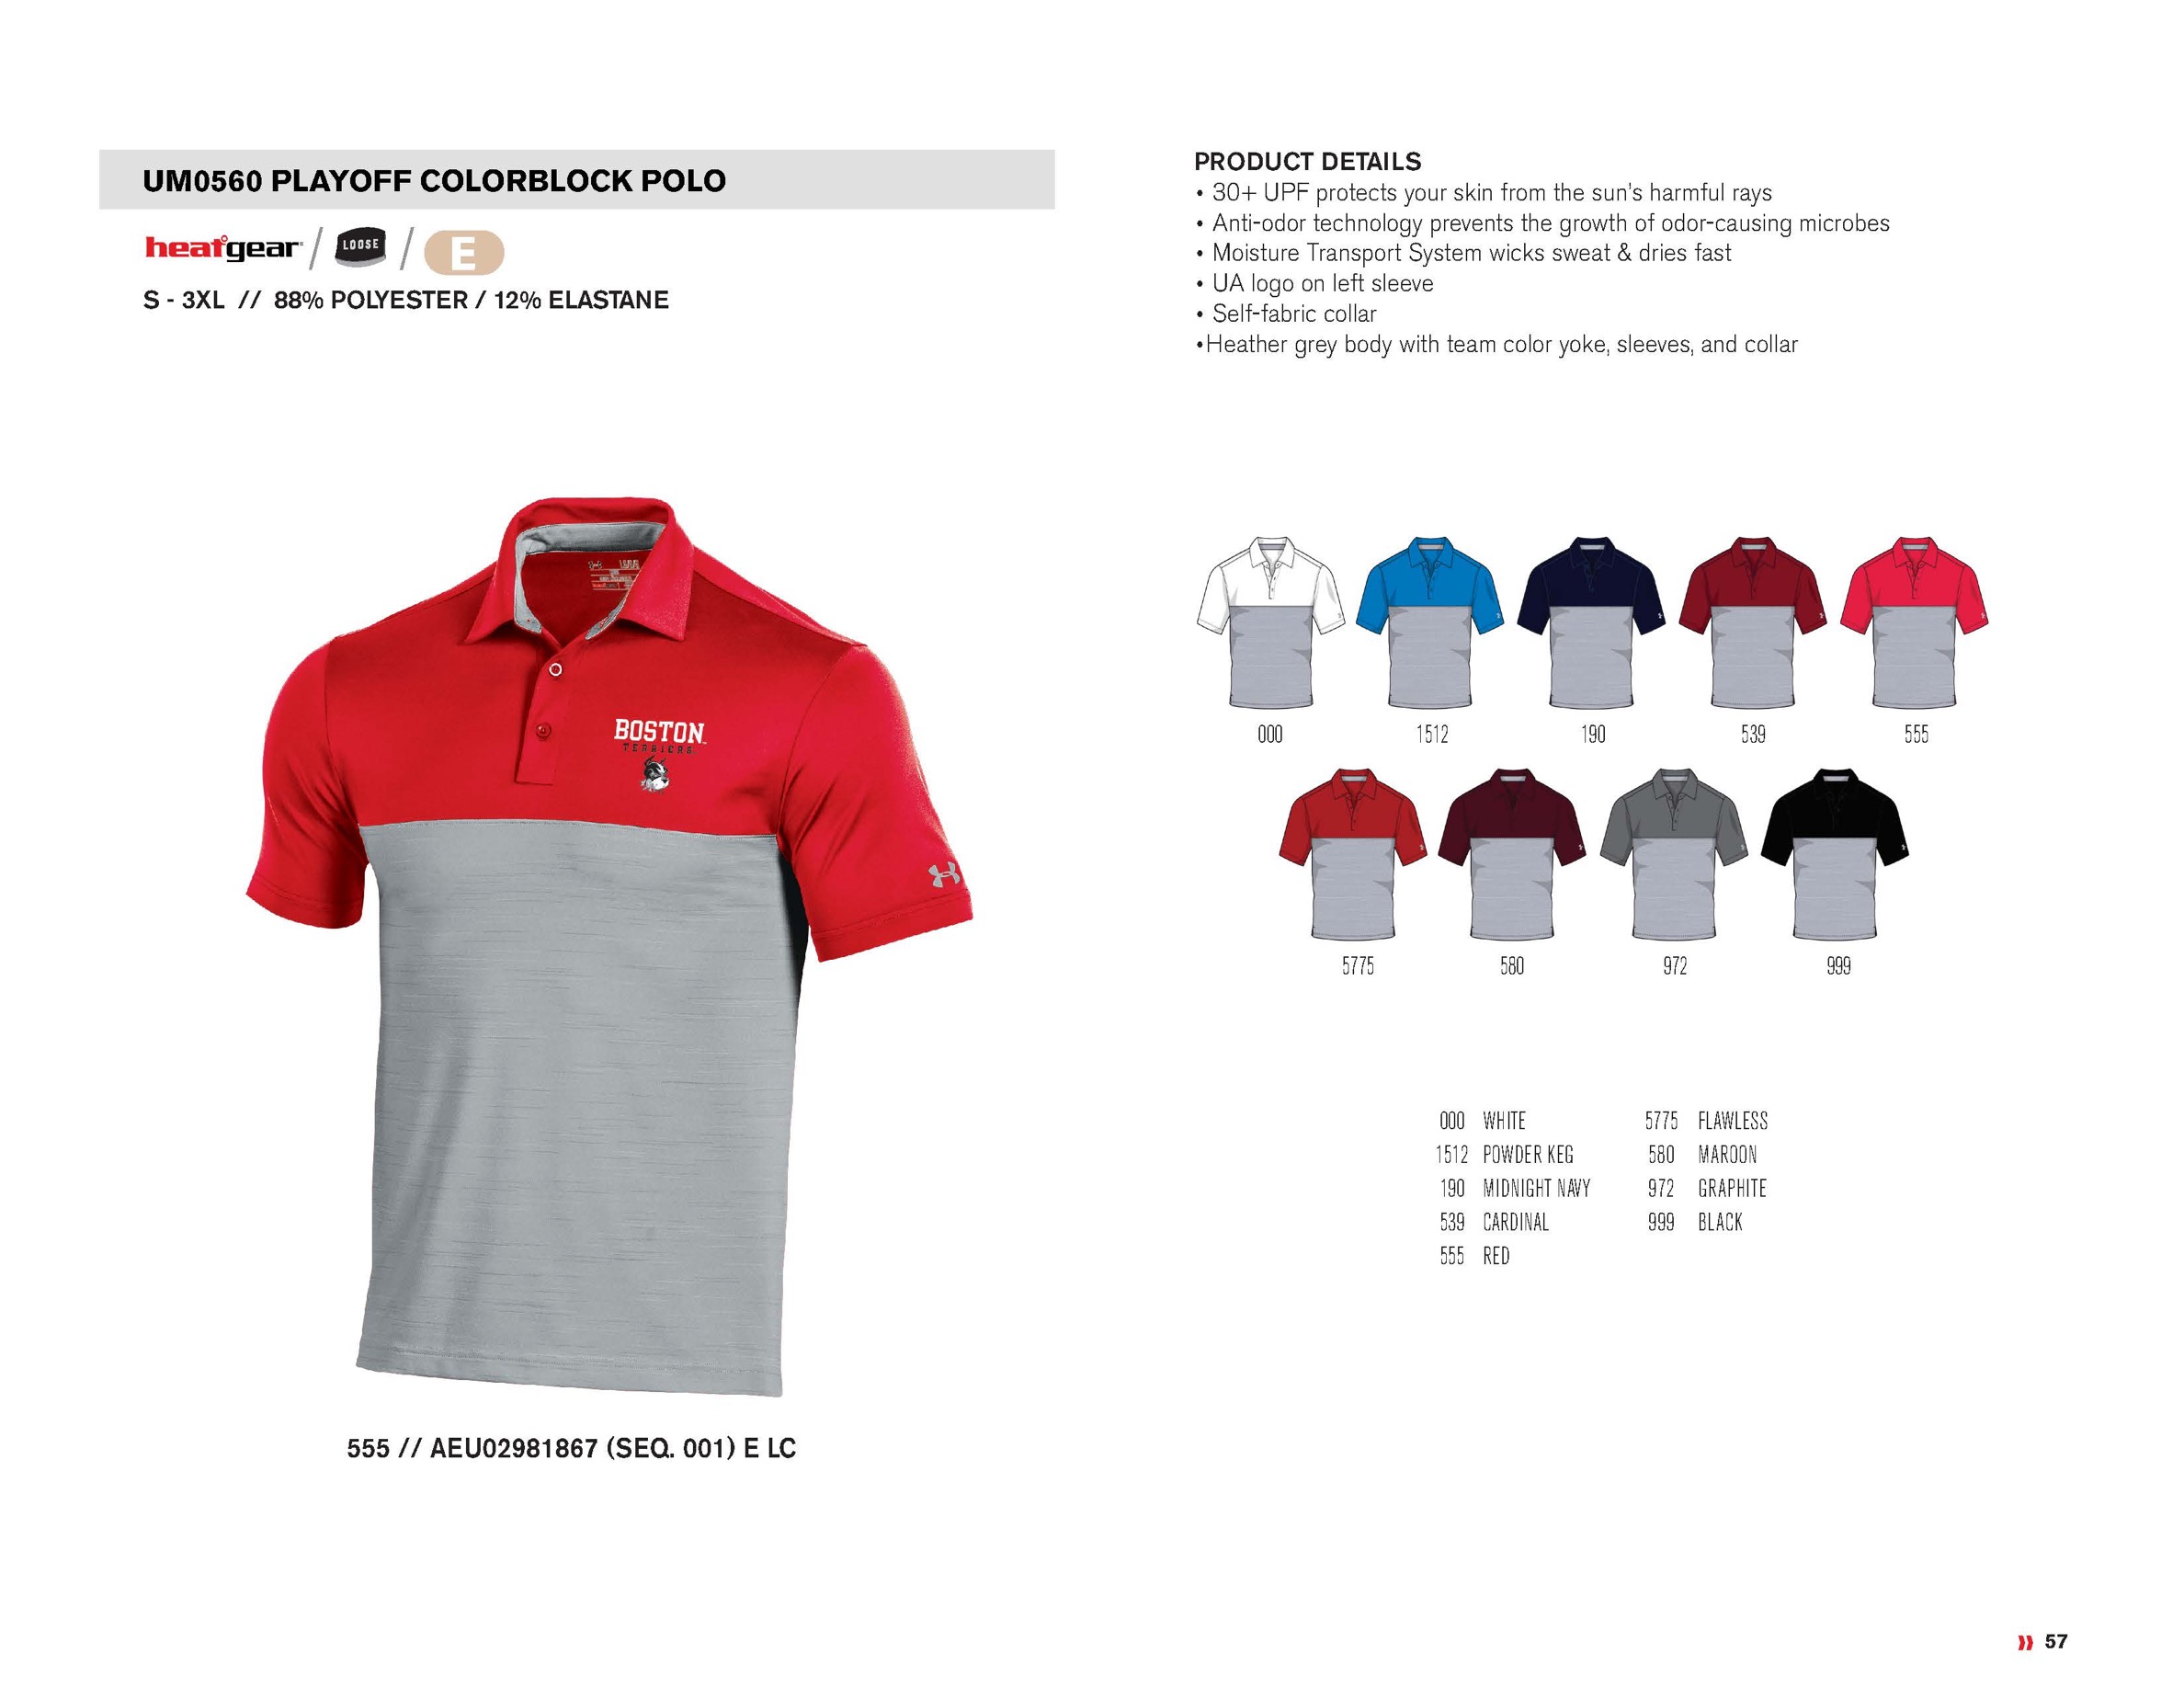 UM0560 PLAYOFF COLORBLOCK POLO
heatgear / LOOSE / E
S - 3XL // 88% POLYESTER / 12% ELASTANE
PRODUCT DETAILS
• 30+ UPF protects your skin from the sun's harmful rays
• Anti-odor technology prevents the growth of odor-causing microbes
• Moisture Transport System wicks sweat & dries fast
• UA logo on left sleeve
• Self-fabric collar
•Heather grey body with team color yoke, sleeves, and collar
BOSTON
TERRIERS
000 1512 190 539 555
5775 580 972 999
000 WHITE
1512 POWDER KEG
190 MIDNIGHT NAVY
539 CARDINAL
555 RED
5775 FLAWLESS
580 MAROON
972 GRAPHITE
999 BLACK
555 // AEU02981867 (SEQ. 001) E LC
57